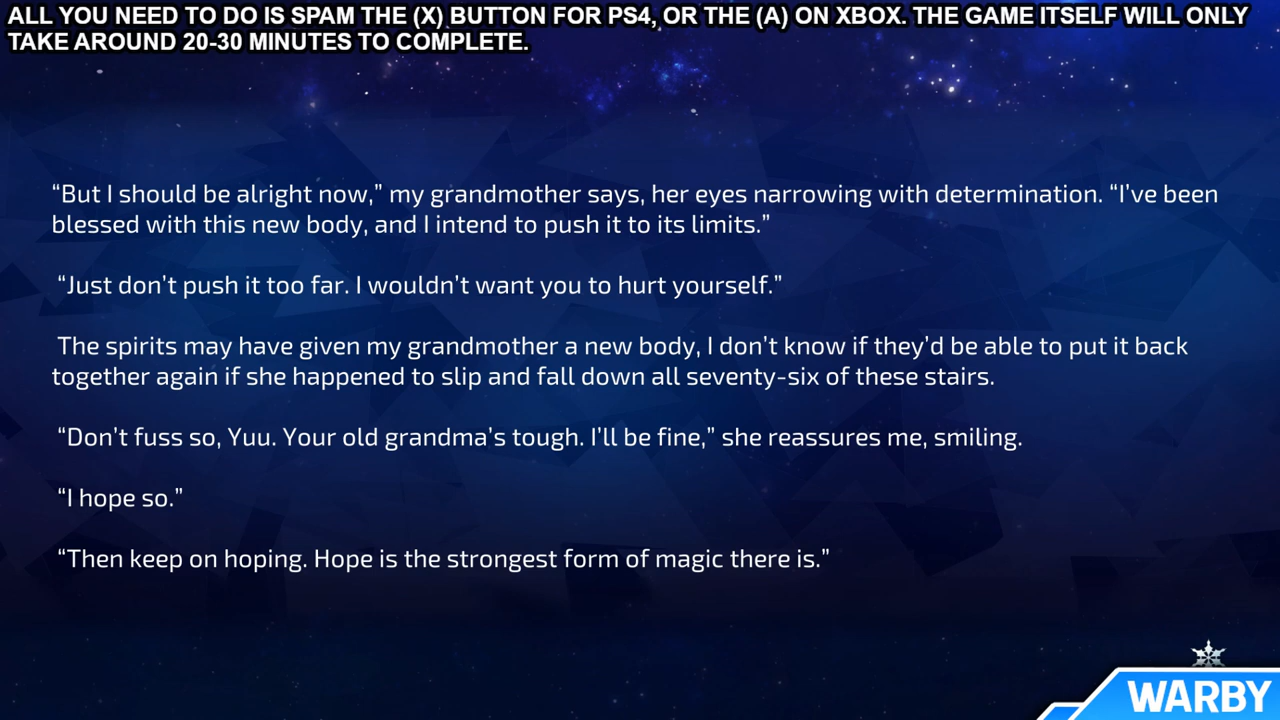 ALL YOU NEED TO DO IS SPAM THE (X) BUTTON FOR PS4, OR THE (A) ON XBOX. THE GAME ITSELF WILL ONLY
TAKE AROUND 20-30 MINUTES TO COMPLETE.
“But I should be alright now,” my grandmother says, her eyes narrowing with determination. “I’ve been
blessed with this new body, and I intend to push it to its limits.”
“Just don’t push it too far. I wouldn’t want you to hurt yourself.”
The spirits may have given my grandmother a new body, I don’t know if they’d be able to put it back
together again if she happened to slip and fall down all seventy-six of these stairs.
“Don’t fuss so, Yuu. Your old grandma’s tough. I’ll be fine,” she reassures me, smiling.
“I hope so.”
“Then keep on hoping. Hope is the strongest form of magic there is.”
WARBY